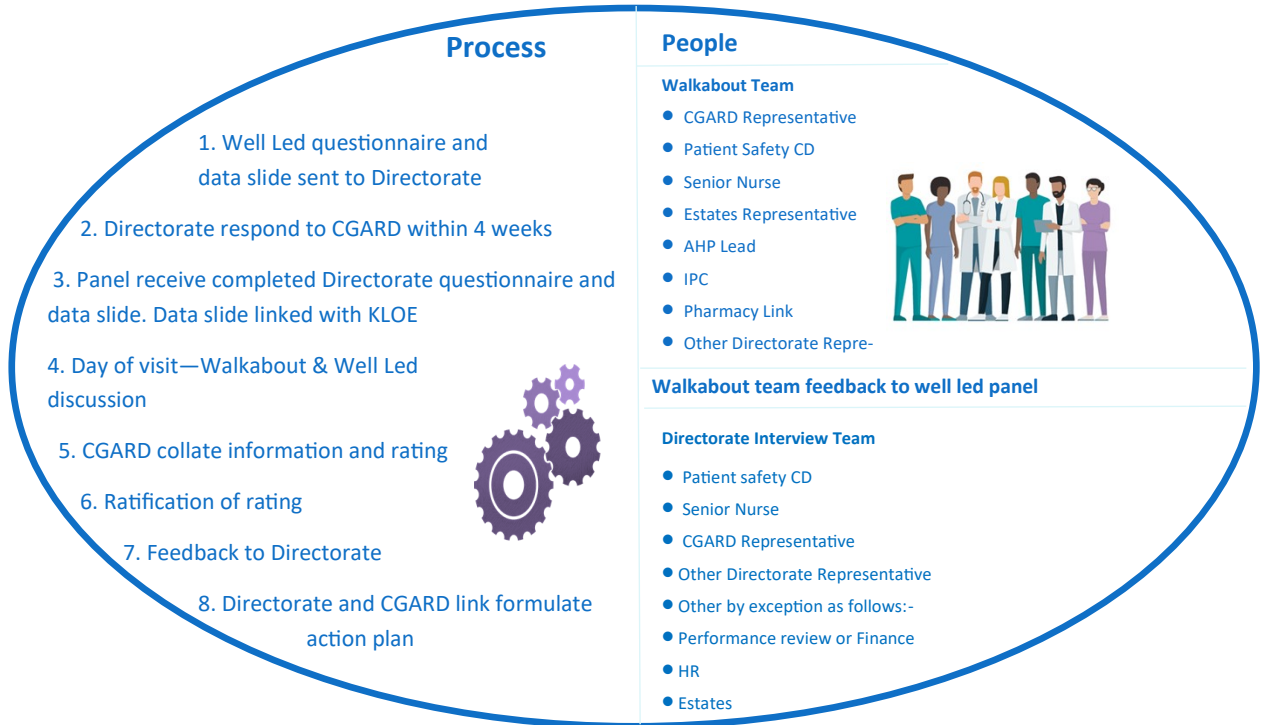 Process
1. Well Led questionnaire and
data slide sent to Directorate
2. Directorate respond to CGARD within 4 weeks
3. Panel receive completed Directorate questionnaire and
data slide. Data slide linked with KLOE
4. Day of visit—Walkabout & Well Led
discussion
5. CGARD collate information and rating
6. Ratification of rating
7. Feedback to Directorate
8. Directorate and CGARD link formulate
action plan
People
Walkabout Team
• CGARD Representative
• Patient Safety CD
• Senior Nurse
• Estates Representative
• AHP Lead
• IPC
• Pharmacy Link
• Other Directorate Repre-
Walkabout team feedback to well led panel
Directorate Interview Team
• Patient safety CD
• Senior Nurse
• CGARD Representative
• Other Directorate Representative
• Other by exception as follows:-
• Performance review or Finance
• HR
• Estates